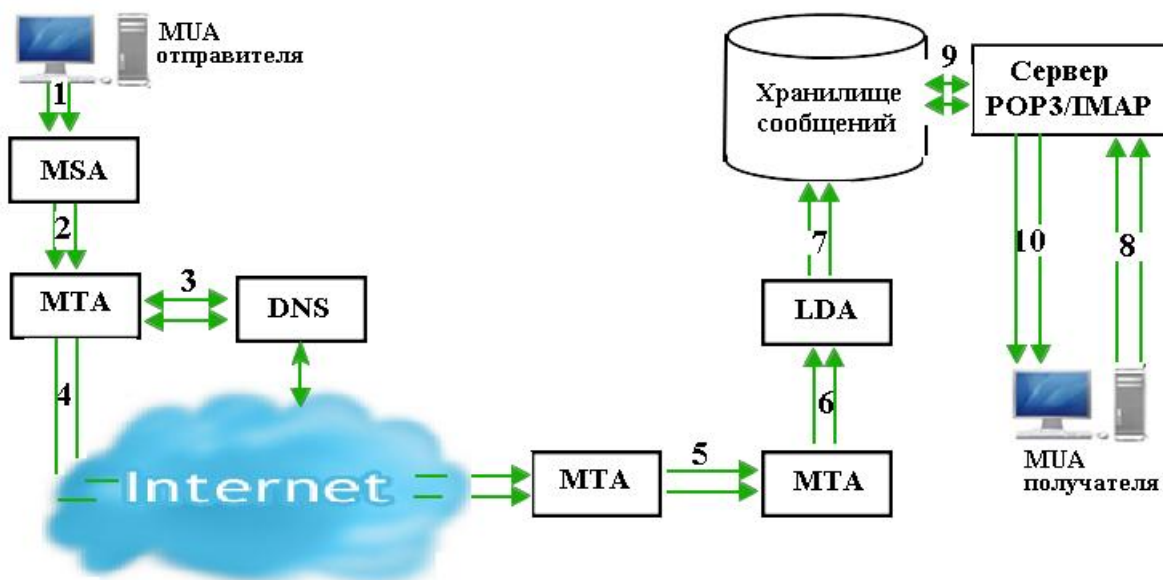 MUA
отправителя
1
MSA
2
MTA
3
DNS
4
Internet
MTA
5
MTA
6
LDA
7
Хранилище
сообщений
9
Сервер
POP3/IMAP
10
8
MUA
получателя